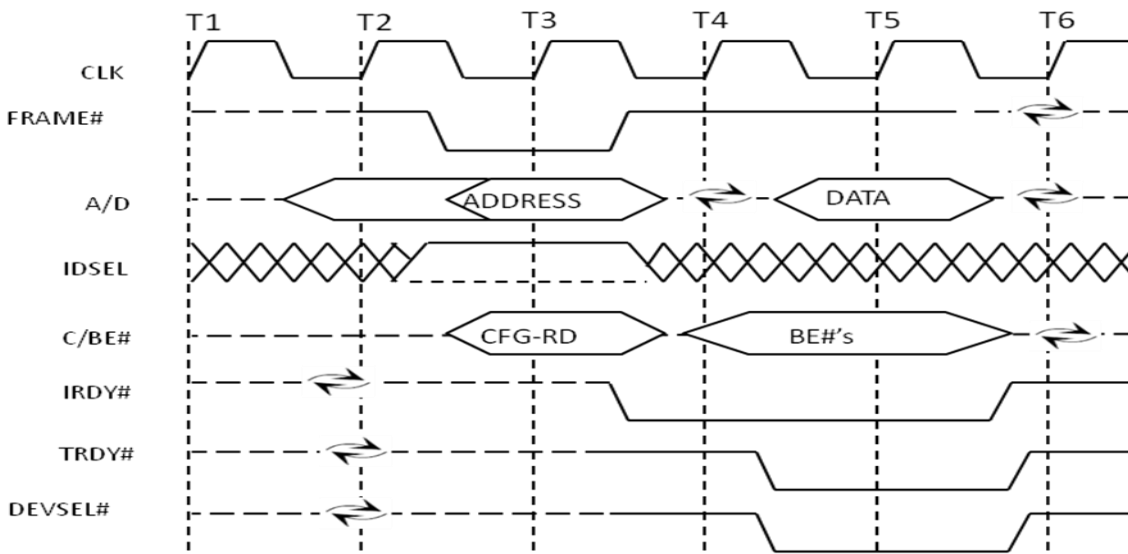 T1 T2 T3 T4 T5 T6
CLK
FRAME#
A/D ADDRESS DATA
IDSEL
C/BE# CFG-RD BE#'s
IRDY#
TRDY#
DEVSEL#